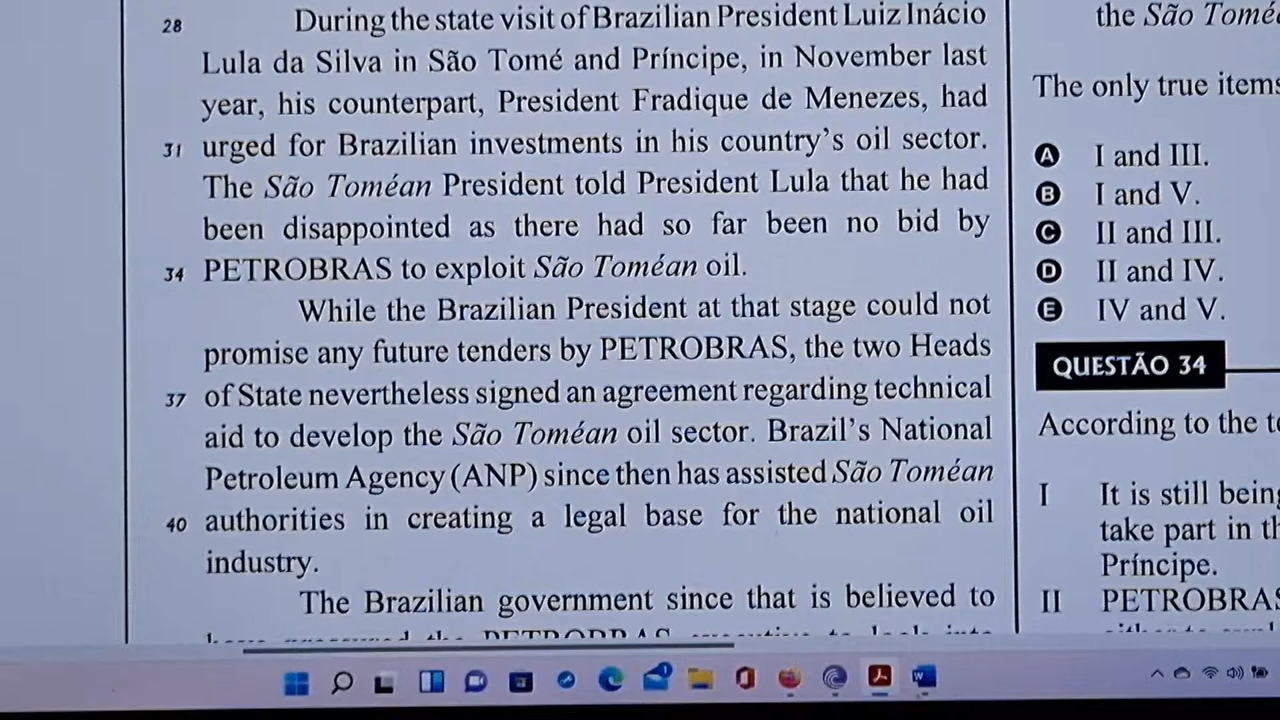 28 During the state visit of Brazilian President Luiz Inácio
Lula da Silva in São Tomé and Príncipe, in November last
year, his counterpart, President Fradique de Menezes, had
31 urged for Brazilian investments in his country's oil sector.
The São Toméan President told President Lula that he had
been disappointed as there had so far been no bid by
34 PETROBRAS to exploit São Toméan oil.
While the Brazilian President at that stage could not
promise any future tenders by PETROBRAS, the two Heads
37 of State nevertheless signed an agreement regarding technical
aid to develop the São Toméan oil sector. Brazil's National
Petroleum Agency (ANP) since then has assisted São Toméan
40 authorities in creating a legal base for the national oil
industry.
The Brazilian government since that is believed to
the São
The only true items
A I and III.
B I and V.
C II and III.
D II and IV.
E IV and V.
QUESTÃO 34
According to the
I It is still
take part in
Príncipe.
II PETROBRAS